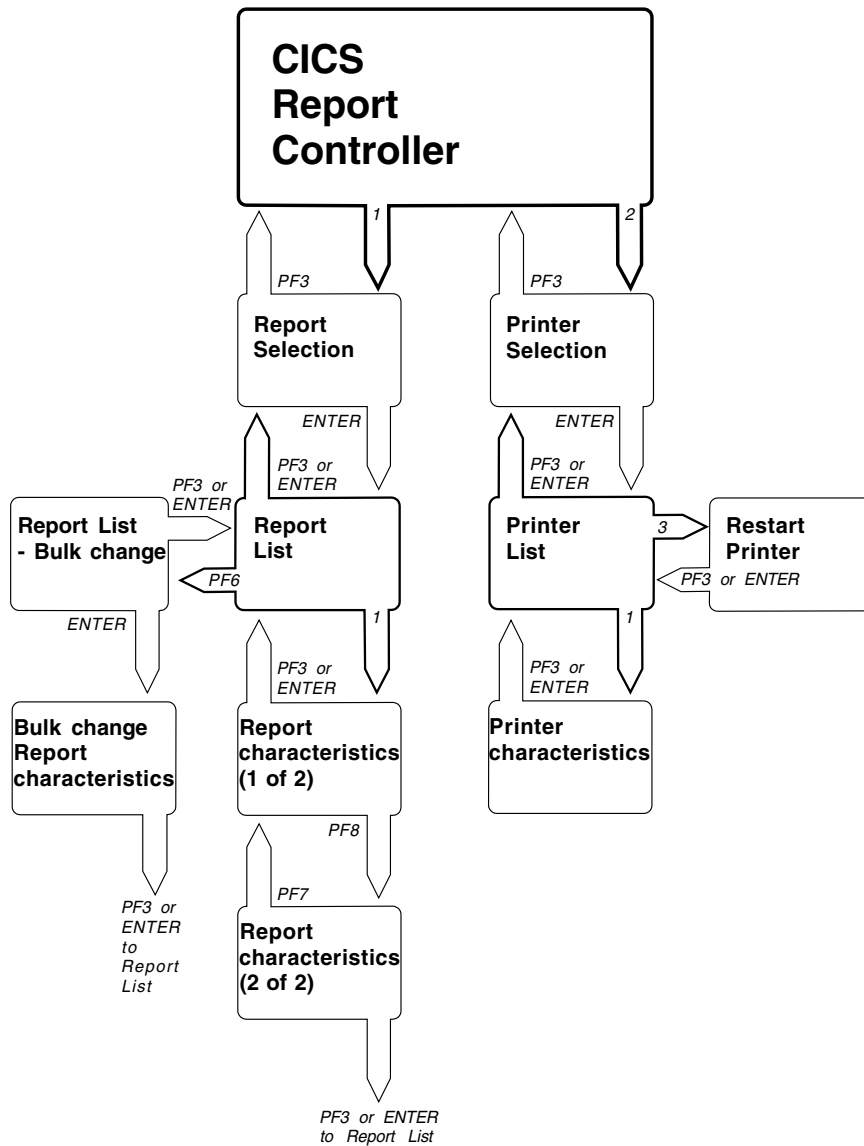 CICS
Report
Controller
1
2
PF3
PF3
Report
Selection
Printer
Selection
ENTER
ENTER
PF3 or
ENTER
PF3 or
ENTER
PF3 or
ENTER
Report List
- Bulk change
Report
List
Printer
List
3
Restart
Printer
PF6
PF3 or ENTER
ENTER
1
1
PF3 or
ENTER
PF3 or
ENTER
Bulk change
Report
characteristics
Report
characteristics
(1 of 2)
Printer
characteristics
PF8
PF7
PF3 or
ENTER
to
Report
List
Report
characteristics
(2 of 2)
PF3 or ENTER
to Report List